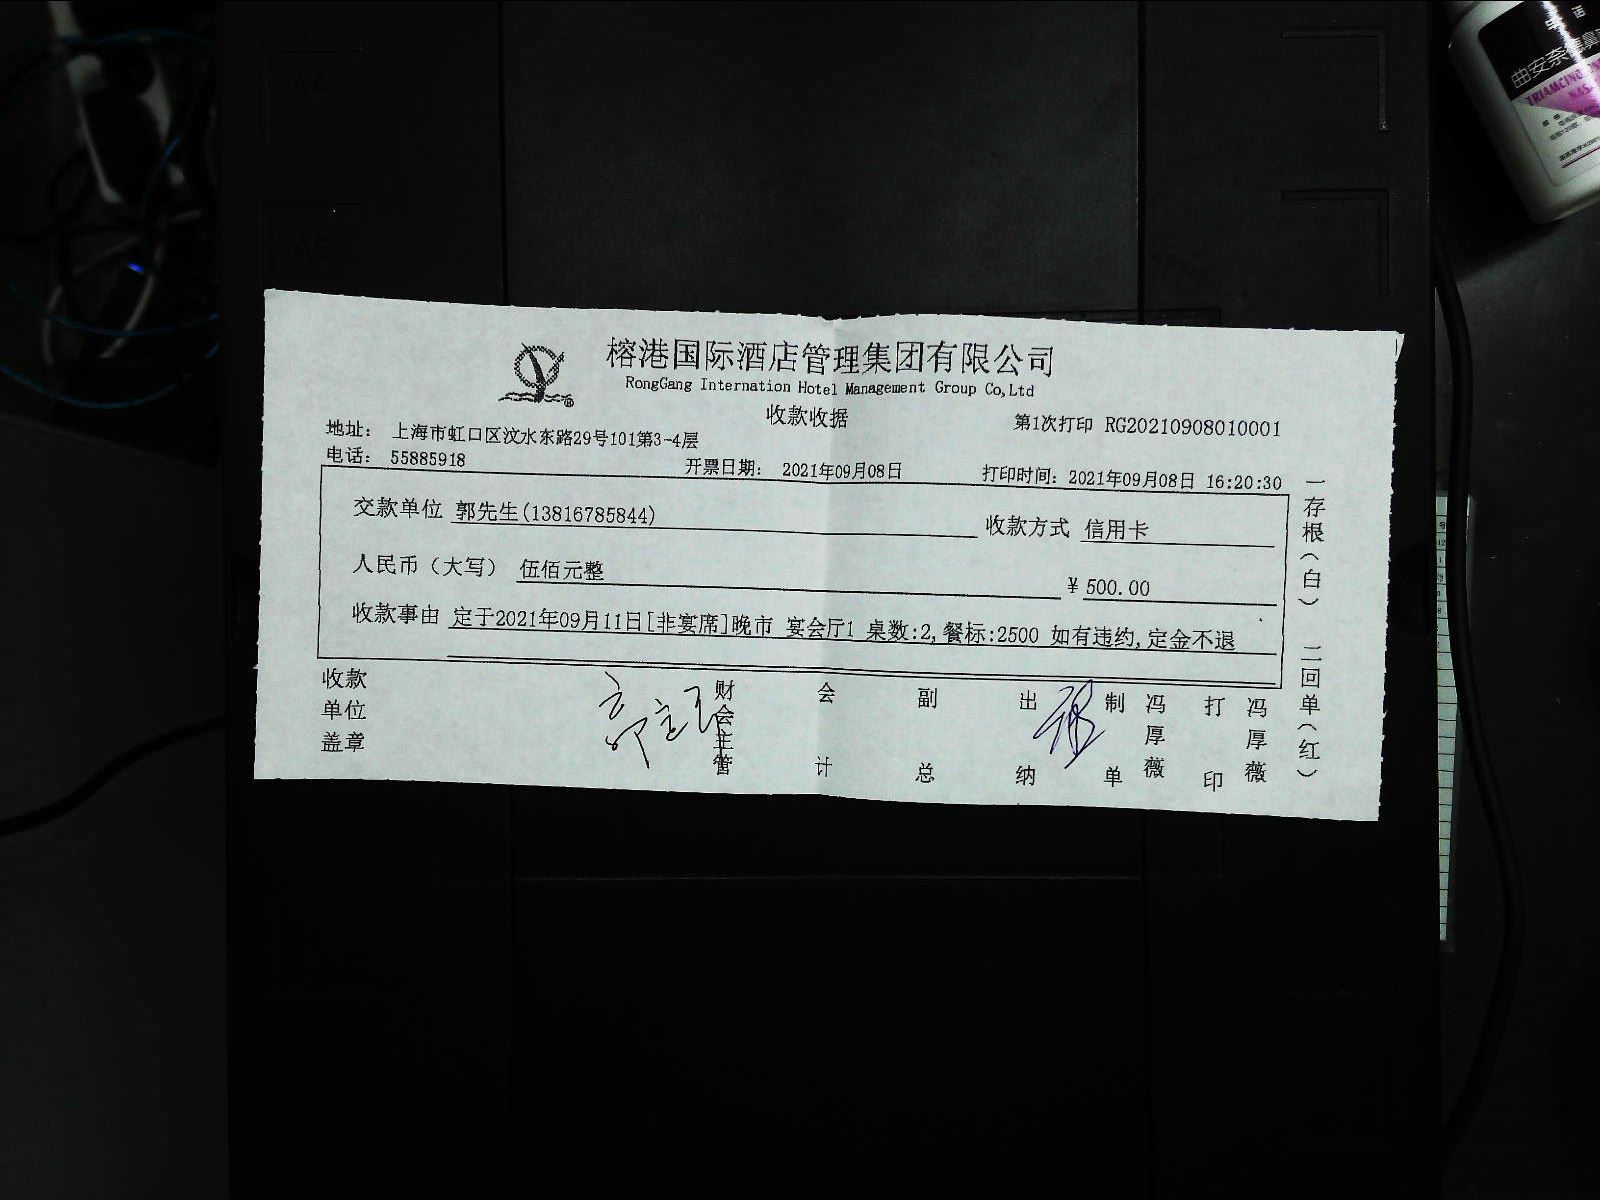 榕港国际酒店管理集团有限公司
RongGang Internation Hotel Management Group Co,Ltd
收款收据
第1次打印 RG20210908010001
地址： 上海市虹口区汶水东路29号101第3-4层
电话： 55885918
开票日期： 2021年09月08日
打印时间：2021年09月08日 16:20:30
交款单位 郭先生(13816785844)
收款方式 信用卡
人民币（大写） 伍佰元整
¥ 500.00
收款事由 定于2021年09月11日[非宴席]晚市 宴会厅1 桌数:2,餐标:2500 如有违约,定金不退
收款单位盖章
财会主管
会计
副总
出纳
制单 冯厚薇
打印 冯厚薇
一存根（白） 二回单（红）
曲安奈德鼻